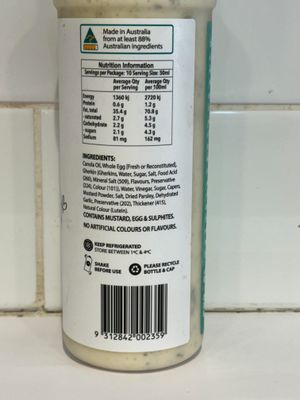 Made in Australia
from at least 88%
Australian ingredients
Nutrition Information
Servings per Package: 10 Serving Size: 50ml
Average Qty per Serving Average Qty per 100ml
Energy 1360 kj 2720 kj
Protein 0.6 g 1.2 g
Fat, total 35.4 g 70.8 g
-saturated 2.7 g 5.3 g
Carbohydrate 2.2 g 4.5 g
-sugars 2.1 g 4.3 g
Sodium 81 mg 162 mg
INGREDIENTS:
Canola Oil, Whole Egg (Fresh or Reconstituted),
Gherkin (Gherkins, Water, Sugar, Salt, Food Acid
(260), Mineral Salt (509), Flavours, Preservative
(224), Colour (101)), Water, Vinegar, Sugar, Capers,
Mustard Powder, Salt, Dried Parsley, Dehydrated
Garlic, Preservative (202), Thickener (415),
Natural Colour (Lutein).
CONTAINS MUSTARD, EGG & SULPHITES.
NO ARTIFICIAL COLOURS OR FLAVOURS.
KEEP REFRIGERATED
STORE BETWEEN 1ºC & 4ºC
SHAKE
BEFORE USE
PLEASE RECYCLE
BOTTLE & CAP
9 312842 002359